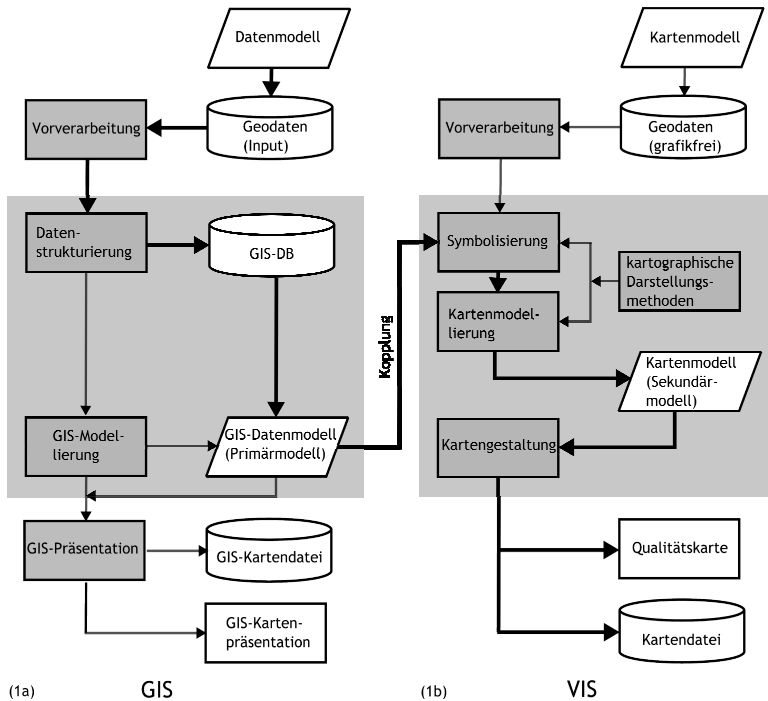 Datenmodell
Geodaten
(Input)
Vorverarbeitung
Daten-
strukturierung
GIS-DB
GIS-Model-
lierung
GIS-Datenmodell
(Primärmodell)
GIS-Präsentation
GIS-Kartendatei
GIS-Karten-
präsentation
(1a)
GIS
Kopplung
Kartenmodell
Geodaten
(grafikfrei)
Vorverarbeitung
Symbolisierung
kartographische
Darstellungs-
methoden
Kartenmodel-
lierung
Kartenmodell
(Sekundär-
modell)
Kartengestaltung
Qualitätskarte
Kartendatei
(1b)
VIS